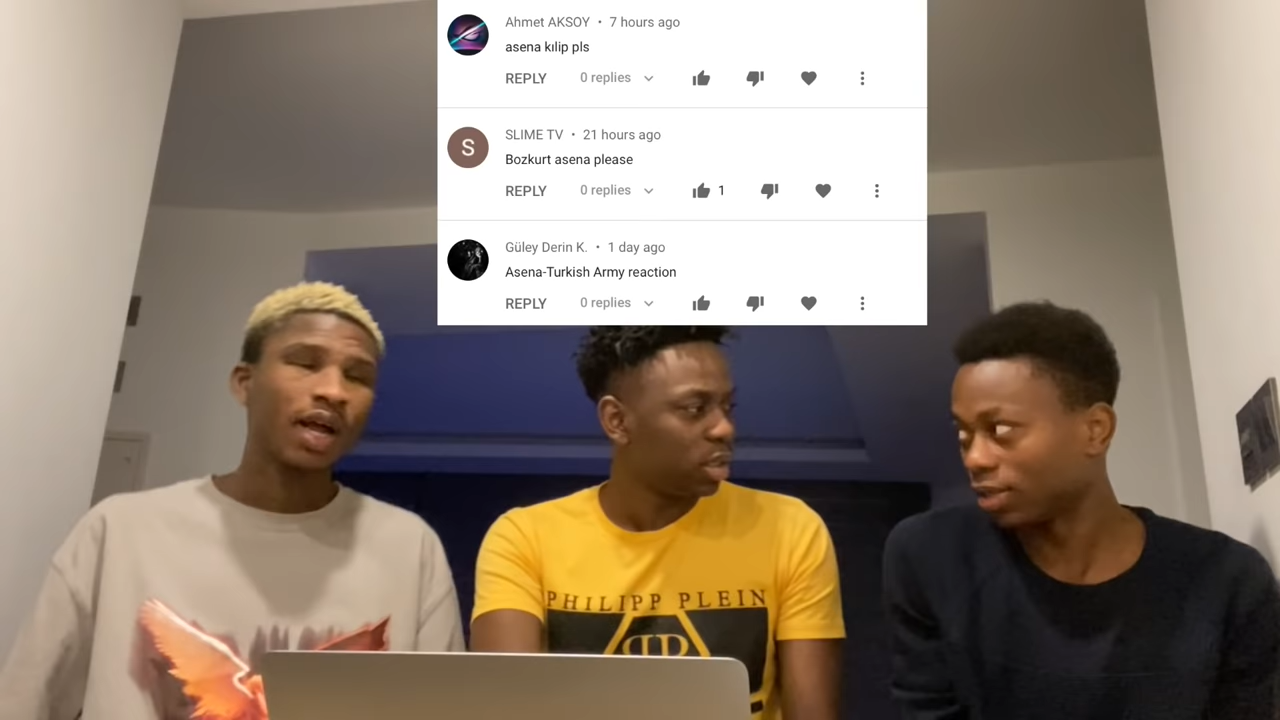 Ahmet AKSOY • 7 hours ago
asena kılip pls
REPLY 0 replies
S
SLIME TV • 21 hours ago
Bozkurt asena please
REPLY 0 replies 1
Güley Derin K. • 1 day ago
Asena-Turkish Army reaction
REPLY 0 replies
PHILIPP PLEIN